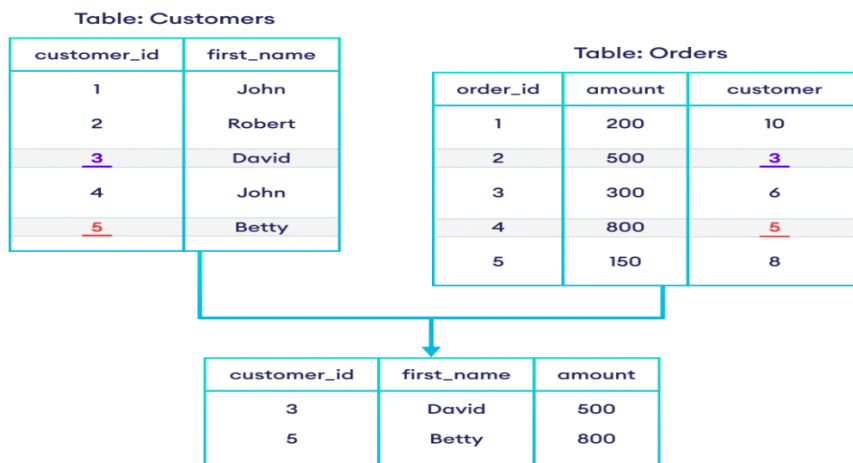 Table: Customers
customer_id first_name
1 John
2 Robert
3 David
4 John
5 Betty
Table: Orders
order_id amount customer
1 200 10
2 500 3
3 300 6
4 800 5
5 150 8
customer_id first_name amount
3 David 500
5 Betty 800